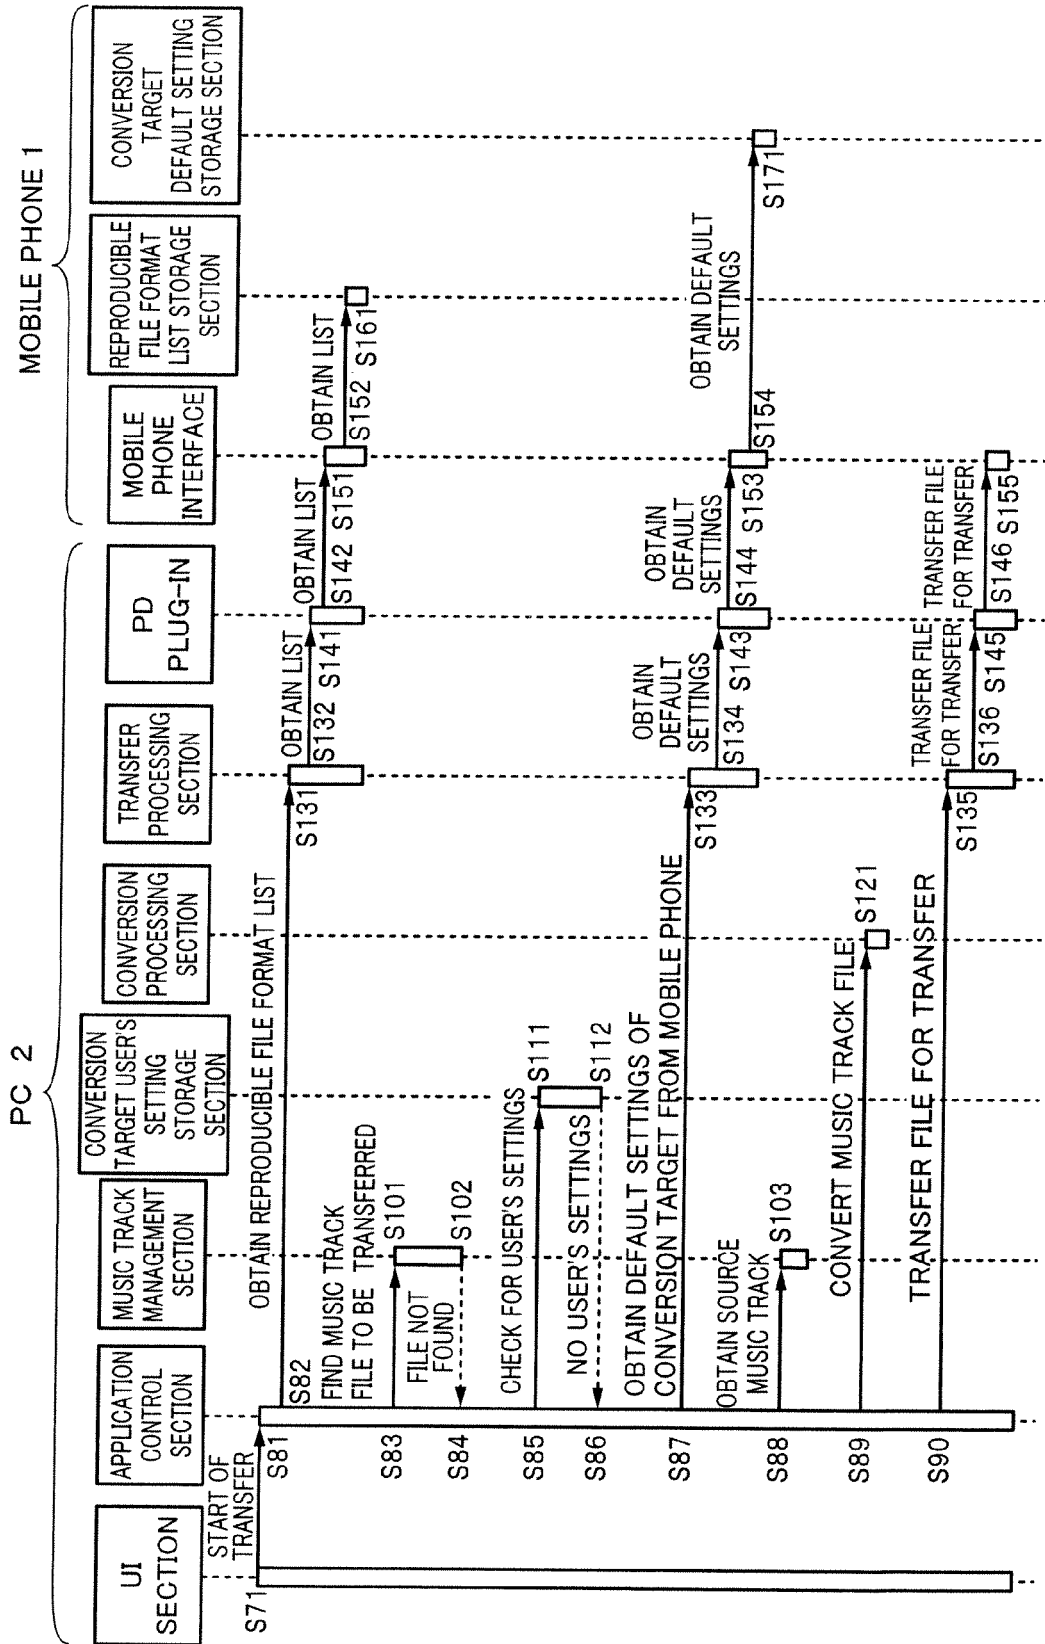 PC 2
MOBILE PHONE 1
UI
SECTION
APPLICATION
CONTROL
SECTION
MUSIC TRACK
MANAGEMENT
SECTION
CONVERSION
TARGET USER'S
SETTING
STORAGE
SECTION
CONVERSION
PROCESSING
SECTION
TRANSFER
PROCESSING
SECTION
PD
PLUG-IN
MOBILE
PHONE
INTERFACE
REPRODUCIBLE
FILE FORMAT
LIST STORAGE
SECTION
CONVERSION
TARGET
DEFAULT SETTING
STORAGE SECTION
START OF
TRANSFER
S71
S81
S82
OBTAIN REPRODUCIBLE FILE FORMAT LIST
S131
S132
OBTAIN LIST
S141
S142
OBTAIN LIST
S151
S152
OBTAIN LIST
S161
FIND MUSIC TRACK
FILE TO BE TRANSFERRED
S83
S101
FILE NOT
FOUND
S84
S102
CHECK FOR USER'S SETTINGS
S85
S111
NO USER'S SETTINGS
S86
S112
OBTAIN DEFAULT SETTINGS OF
CONVERSION TARGET FROM MOBILE PHONE
S87
S133
S134
OBTAIN
DEFAULT
SETTINGS
S143
S144
OBTAIN
DEFAULT
SETTINGS
S153
S154
OBTAIN DEFAULT
SETTINGS
S171
OBTAIN SOURCE
MUSIC TRACK
S88
S103
CONVERT MUSIC TRACK FILE
S89
S121
TRANSFER FILE FOR TRANSFER
S90
S135
S136
TRANSFER FILE
FOR TRANSFER
S145
S146
TRANSFER FILE
FOR TRANSFER
S155